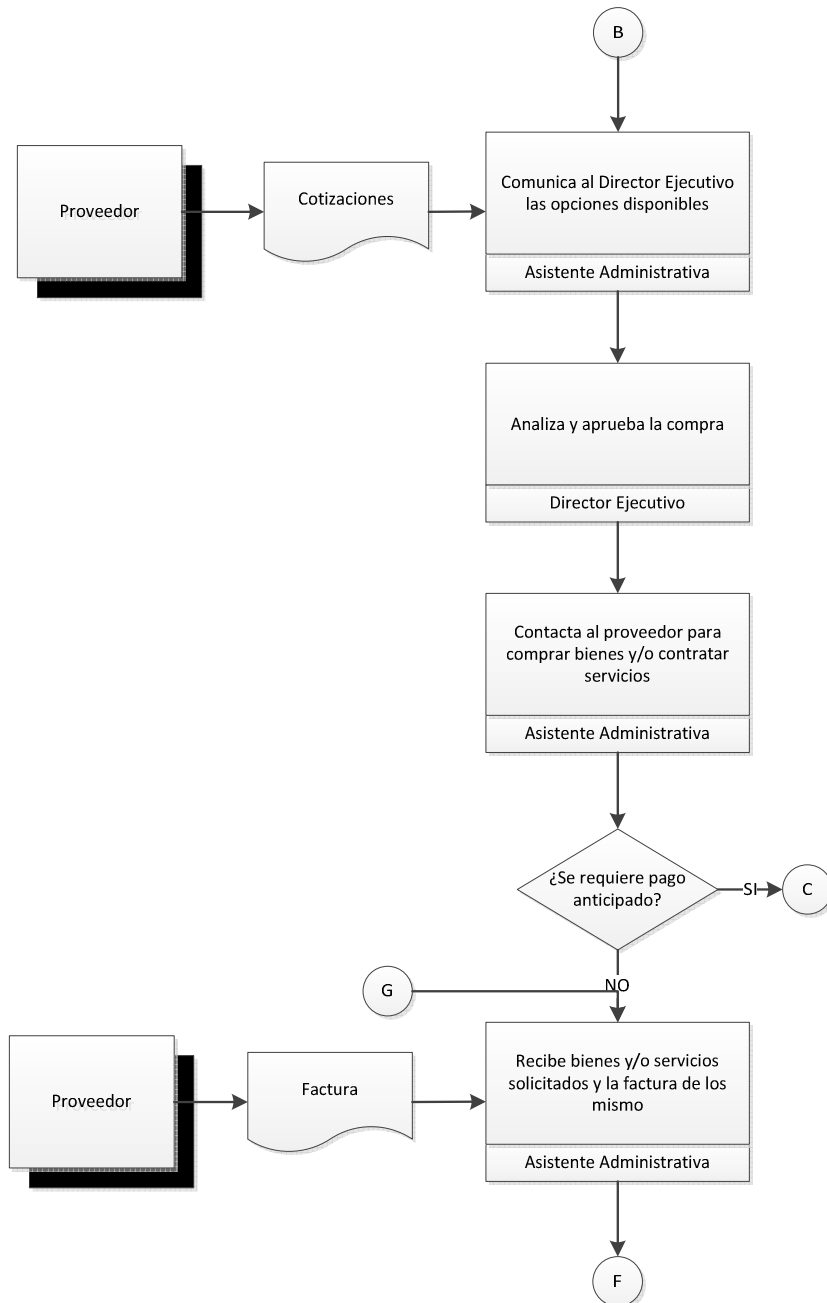 B
Proveedor
Cotizaciones
Comunica al Director Ejecutivo
las opciones disponibles
Asistente Administrativa
Analiza y aprueba la compra
Director Ejecutivo
Contacta al proveedor para
comprar bienes y/o contratar
servicios
Asistente Administrativa
¿Se requiere pago
anticipado?
SI
C
NO
G
Proveedor
Factura
Recibe bienes y/o servicios
solicitados y la factura de los
mismo
Asistente Administrativa
F